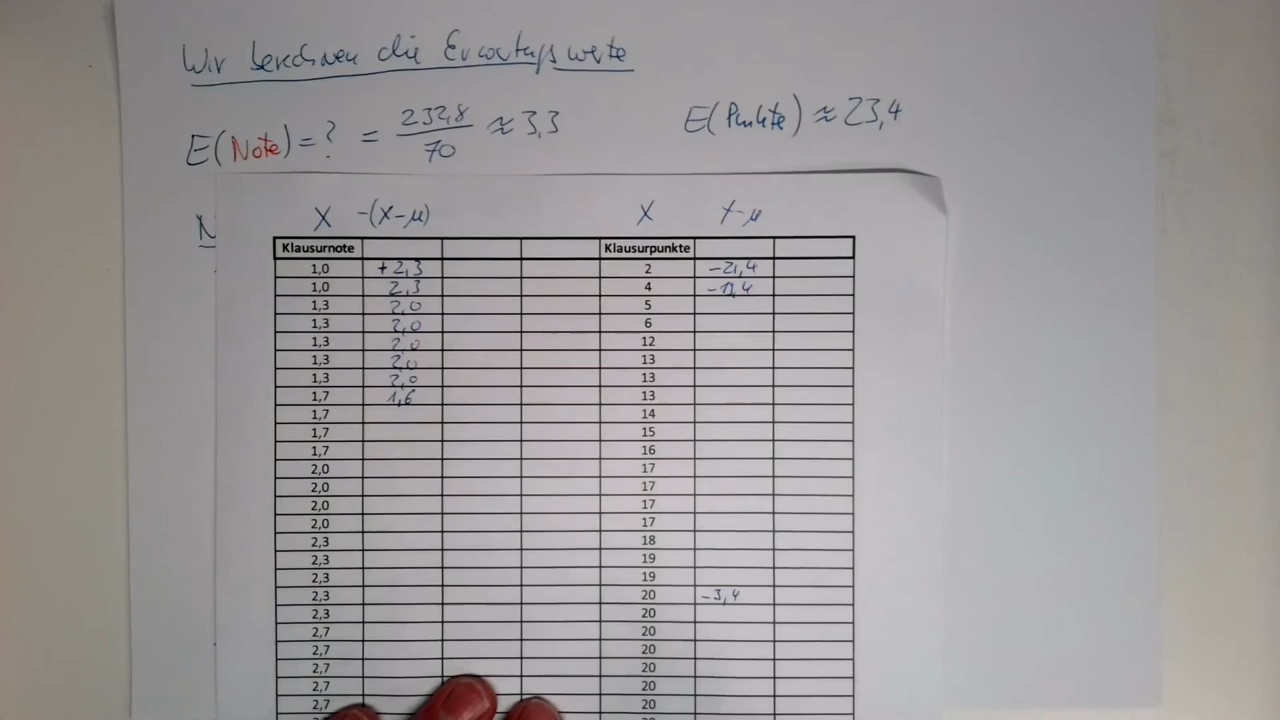 Wir berechnen die Erwartungswerte
E(Note) = ? = 232,8 / 70 ≈ 3,3 E(Punkte) ≈ 23,4
N
X -(X-μ) X X-μ
Klausurnote Klausurpunkte
1,0 +2,3 2 -21,4
1,0 2,3 4 -19,4
1,3 2,0 5
1,3 2,0 6
1,3 2,0 12
1,3 2,0 13
1,3 2,0 13
1,7 1,6 13
1,7 14
1,7 15
1,7 16
2,0 17
2,0 17
2,0 17
2,0 17
2,3 18
2,3 19
2,3 19
2,3 20 -3,4
2,3 20
2,7 20
2,7 20
2,7 20
2,7 20
2,7 20